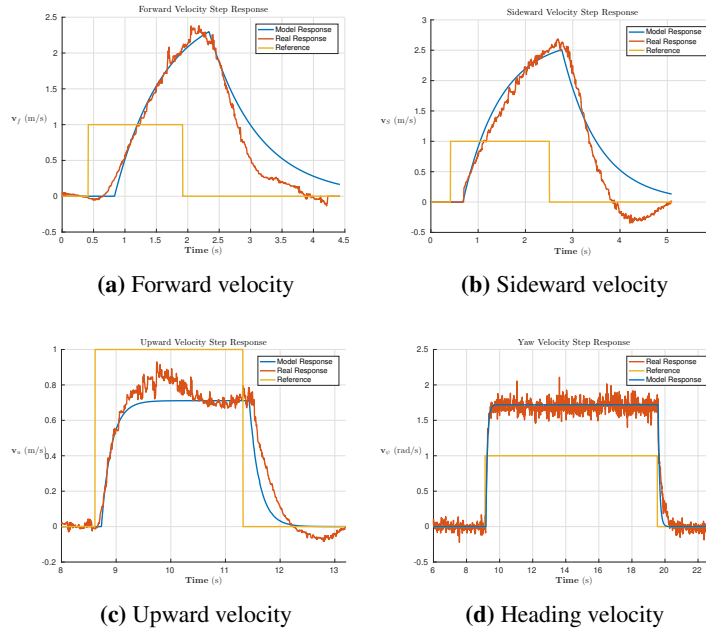 Forward Velocity Step Response
2.5
2
1.5
1
0.5
0
-0.5
v_f (m/s)
Model Response
Real Response
Reference
0 0.5 1 1.5 2 2.5 3 3.5 4 4.5
Time (s)
(a) Forward velocity
Sideward Velocity Step Response
3
2.5
2
1.5
1
0.5
0
-0.5
v_S (m/s)
Model Response
Real Response
Reference
0 1 2 3 4 5
Time (s)
(b) Sideward velocity
Upward Velocity Step Response
1
0.8
0.6
0.4
0.2
0
-0.2
(m/s)
Model Response
Real Response
Reference
8 9 10 11 12 13
Time (s)
(c) Upward velocity
Yaw Velocity Step Response
2.5
2
1.5
1
0.5
0
-0.5
(rad/s)
Real Response
Reference
Model Response
6 8 10 12 14 16 18 20 22
Time (s)
(d) Heading velocity